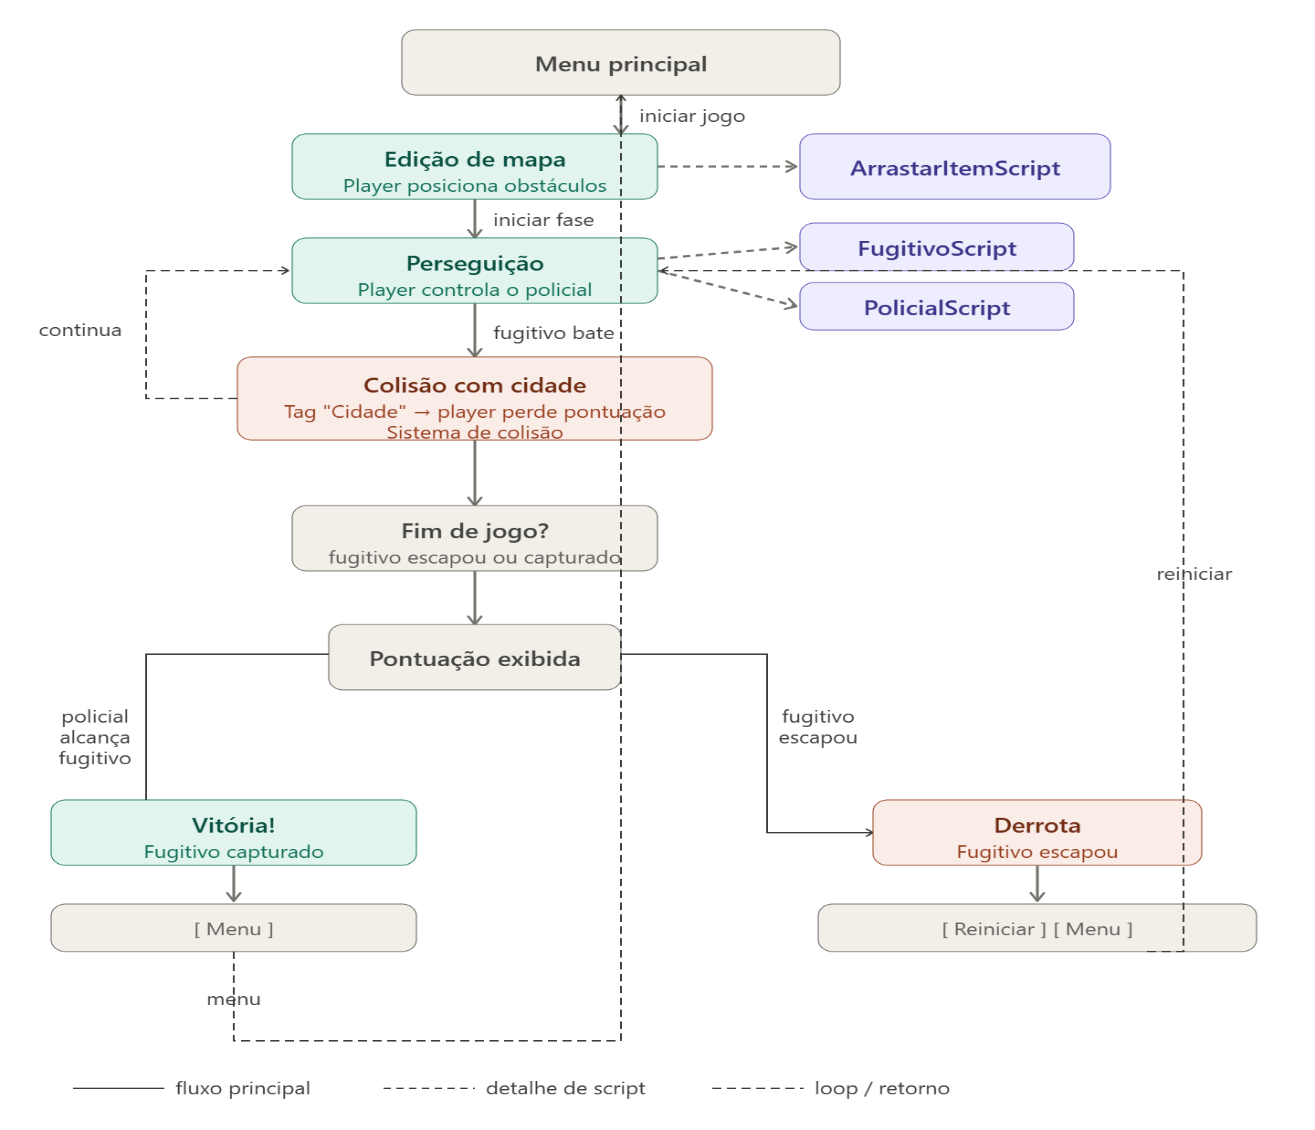 Menu principal
iniciar jogo
Edição de mapa
Player posiciona obstáculos
ArrastarItemScript
iniciar fase
Perseguição
Player controla o policial
FugitivoScript
PolicialScript
continua
fugitivo bate
Colisão com cidade
Tag "Cidade" → player perde pontuação
Sistema de colisão
Fim de jogo?
fugitivo escapou ou capturado
reiniciar
Pontuação exibida
policial
alcança
fugitivo
fugitivo
escapou
Vitória!
Fugitivo capturado
Derrota
Fugitivo escapou
[ Menu ]
[ Reiniciar ] [ Menu ]
menu
fluxo principal
detalhe de script
loop / retorno